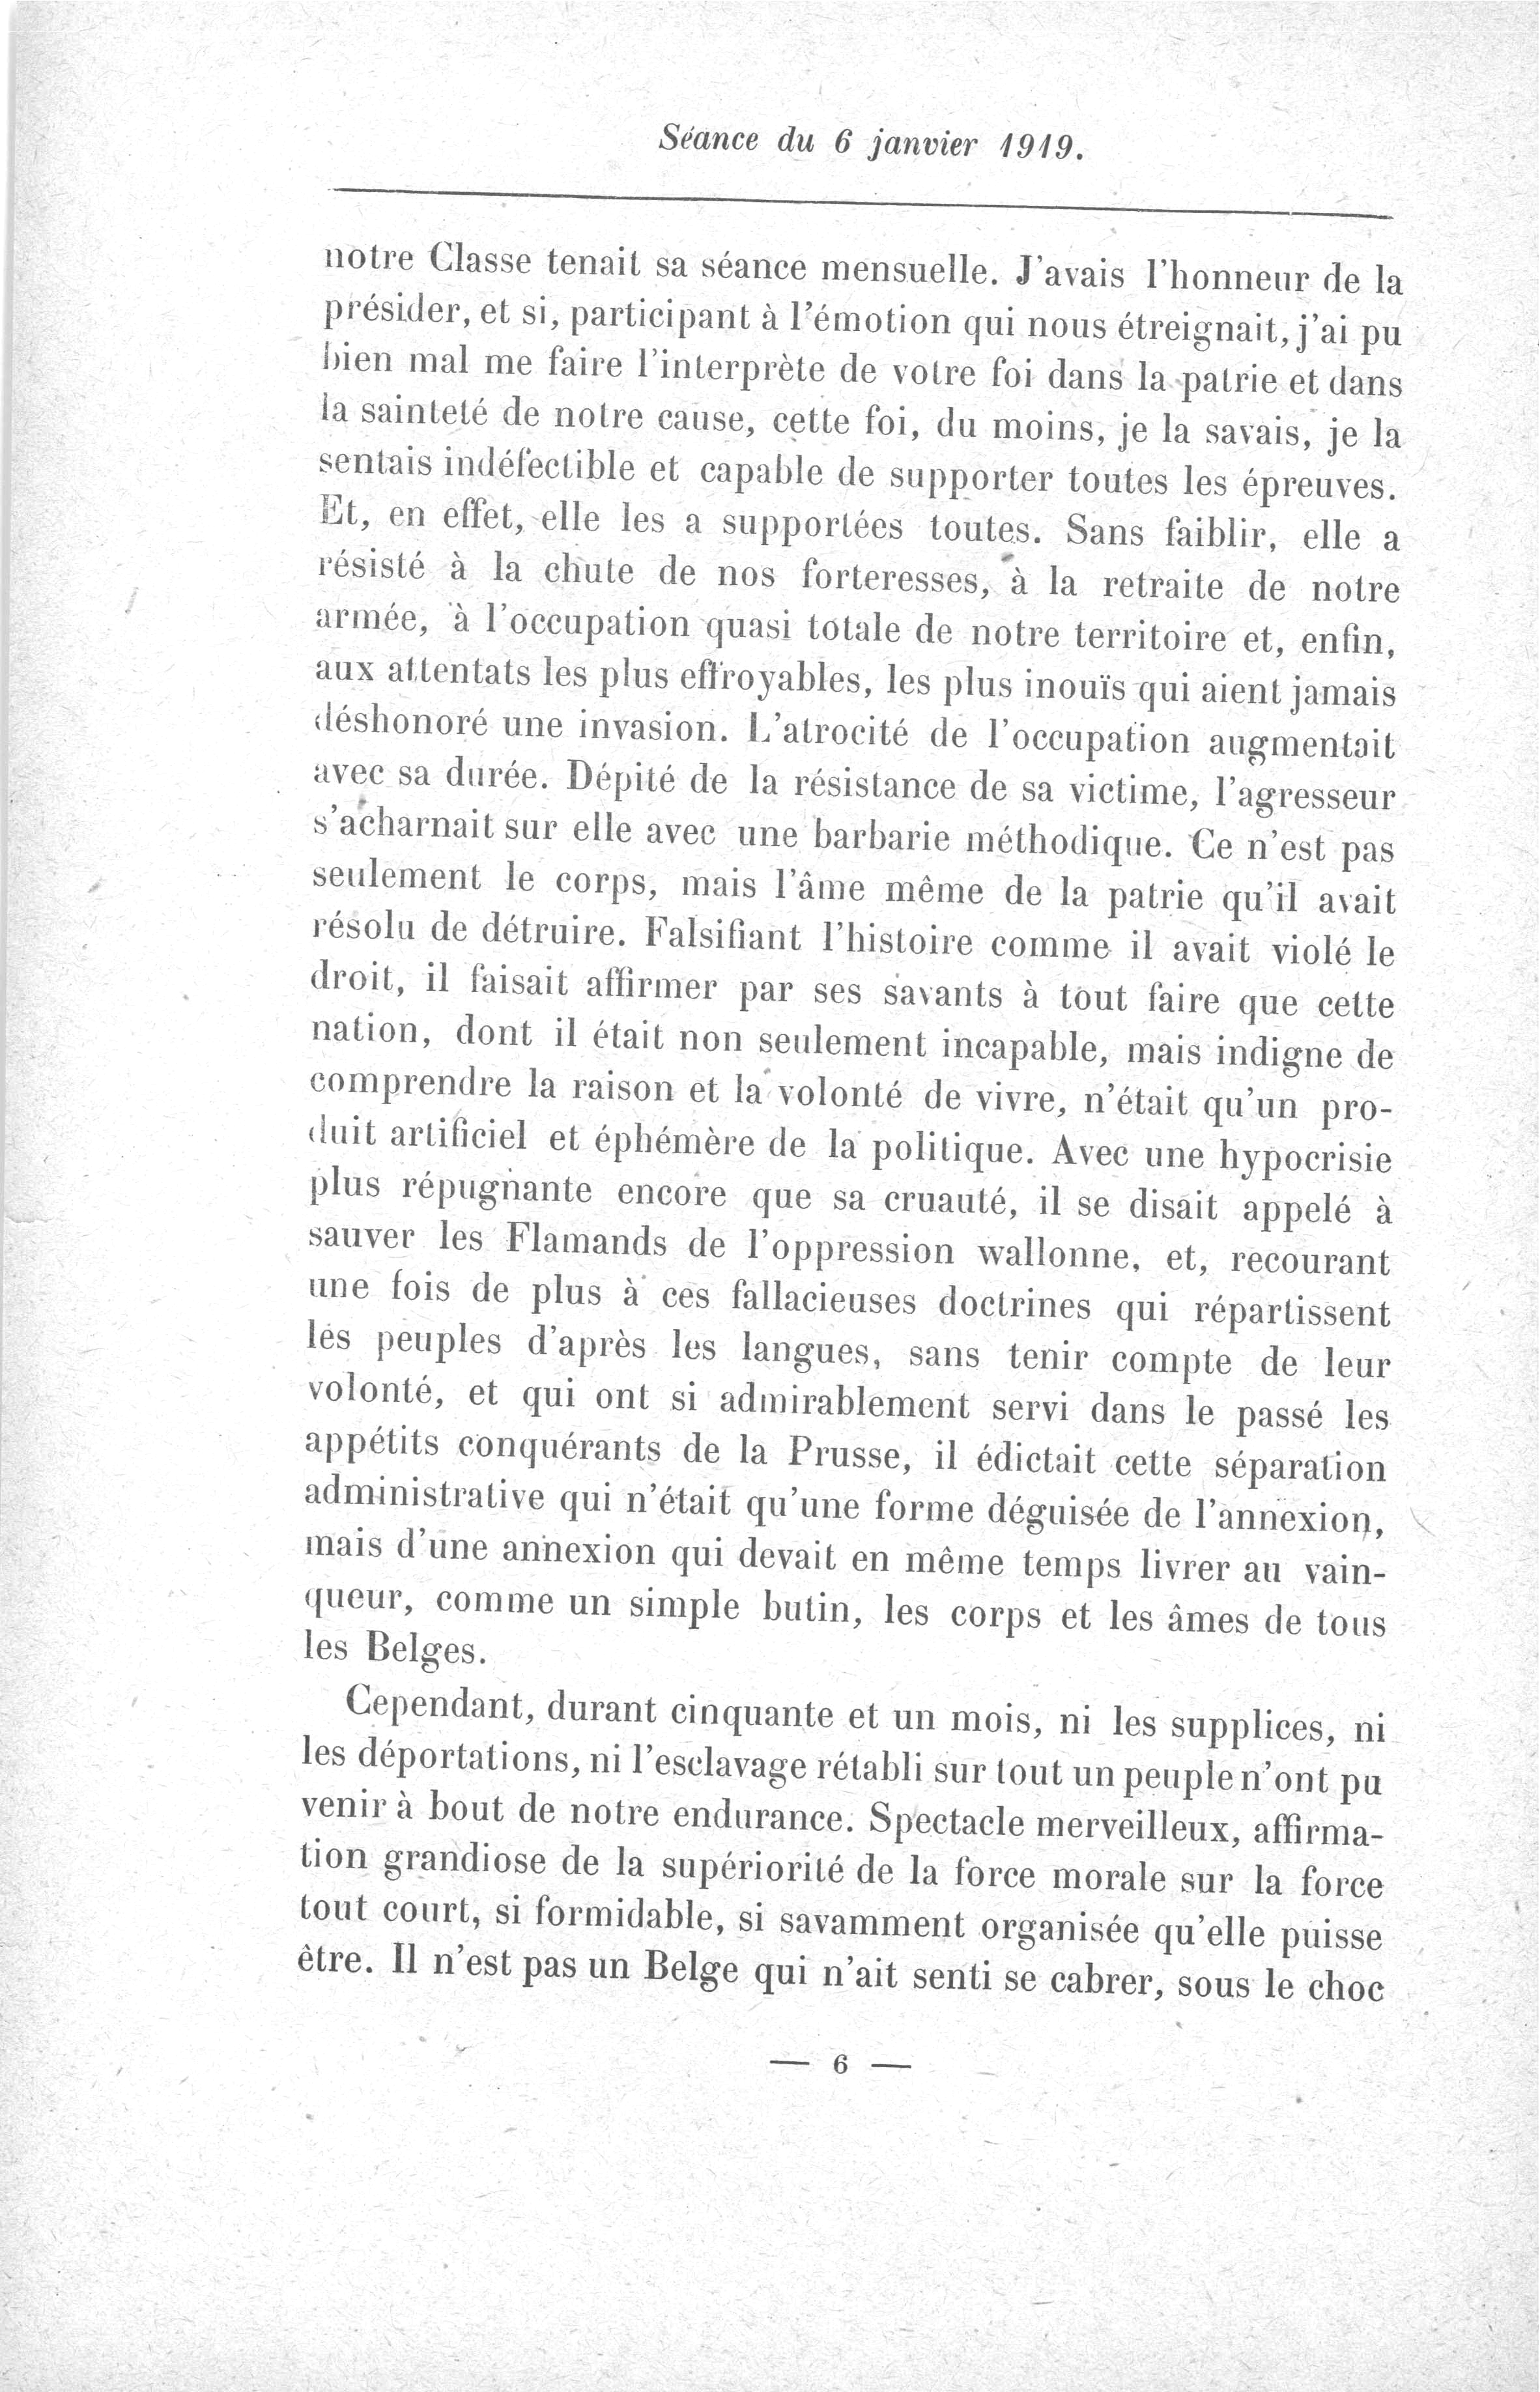 Séance du 6 janvier 1919.
notre Classe tenait sa séance mensuelle. J'avais l'honneur de la
présider, et si, participant à l'émotion qui nous étreignait, j'ai pu
bien mal me faire l'interprète de votre foi dans la patrie et dans
la sainteté de notre cause, cette foi, du moins, je la savais, je la
sentais indéfectible et capable de supporter toutes les épreuves.
Et, en effet, elle les a supportées toutes. Sans faiblir, elle a
résisté à la chute de nos forteresses, à la retraite de notre
armée, à l'occupation quasi totale de notre territoire et, enfin,
aux attentats les plus effroyables, les plus inouïs qui aient jamais
déshonoré une invasion. L'atrocité de l'occupation augmentait
avec sa durée. Dépité de la résistance de sa victime, l'agresseur
s'acharnait sur elle avec une barbarie méthodique. Ce n'est pas
seulement le corps, mais l'âme même de la patrie qu'il avait
résolu de détruire. Falsifiant l'histoire comme il avait violé le
droit, il faisait affirmer par ses savants à tout faire que cette
nation, dont il était non seulement incapable, mais indigne de
comprendre la raison et la volonté de vivre, n'était qu'un pro-
duit artificiel et éphémère de la politique. Avec une hypocrisie
plus répugnante encore que sa cruauté, il se disait appelé à
sauver les Flamands de l'oppression wallonne, et, recourant
une fois de plus à ces fallacieuses doctrines qui répartissent
les peuples d'après les langues, sans tenir compte de leur
volonté, et qui ont si admirablement servi dans le passé les
appétits conquérants de la Prusse, il édictait cette séparation
administrative qui n'était qu'une forme déguisée de l'annexion,
mais d'une annexion qui devait en même temps livrer au vain-
queur, comme un simple butin, les corps et les âmes de tous
les Belges.
Cependant, durant cinquante et un mois, ni les supplices, ni
les déportations, ni l'esclavage rétabli sur tout un peuple n'ont pu
venir à bout de notre endurance. Spectacle merveilleux, affirma-
tion grandiose de la supériorité de la force morale sur la force
tout court, si formidable, si savamment organisée qu'elle puisse
être. Il n'est pas un Belge qui n'ait senti se cabrer, sous le choc
— 6 —